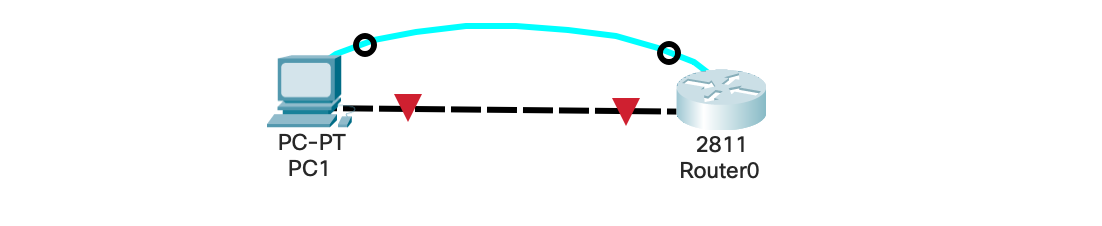 PC-PT
PC1
2811
Router0